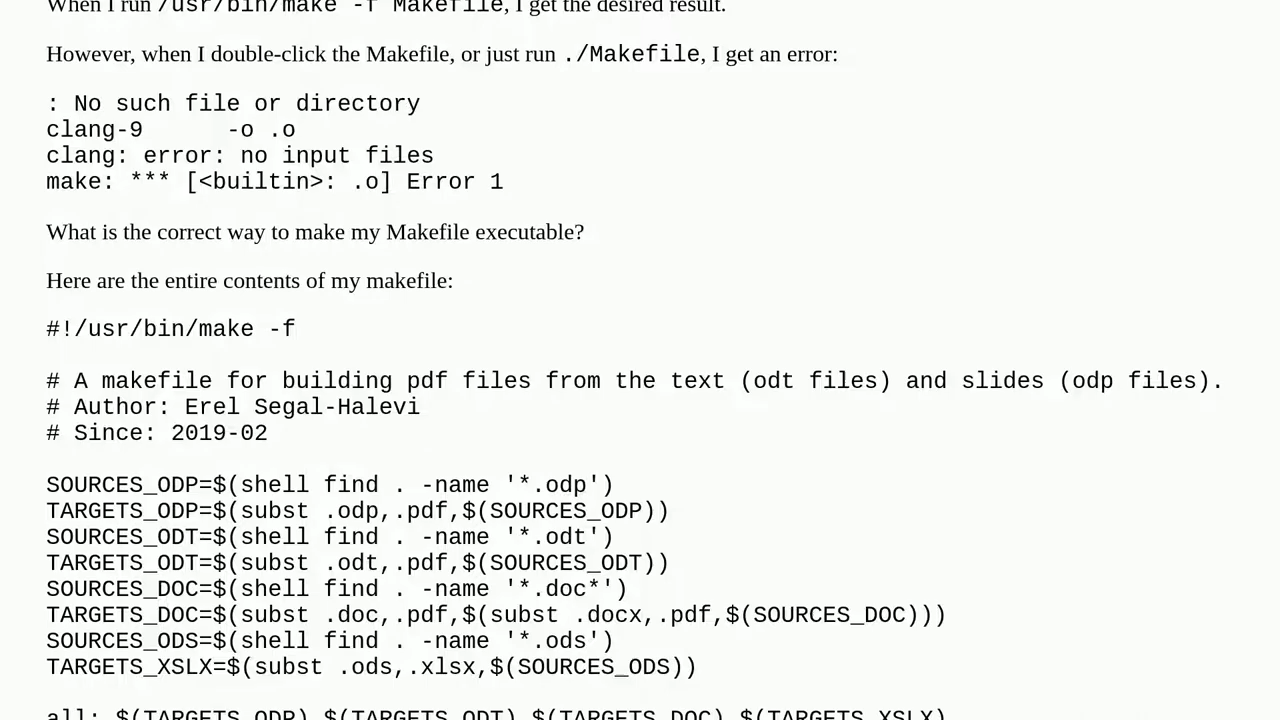 When I run /usr/bin/make -f Makefile, I get the desired result.
However, when I double-click the Makefile, or just run ./Makefile, I get an error:
: No such file or directory
clang-9      -o .o
clang: error: no input files
make: *** [<builtin>: .o] Error 1
What is the correct way to make my Makefile executable?
Here are the entire contents of my makefile:
#!/usr/bin/make -f
# A makefile for building pdf files from the text (odt files) and slides (odp files).
# Author: Erel Segal-Halevi
# Since: 2019-02
SOURCES_ODP=$(shell find . -name '*.odp')
TARGETS_ODP=$(subst .odp,.pdf,$(SOURCES_ODP))
SOURCES_ODT=$(shell find . -name '*.odt')
TARGETS_ODT=$(subst .odt,.pdf,$(SOURCES_ODT))
SOURCES_DOC=$(shell find . -name '*.doc*')
TARGETS_DOC=$(subst .doc,.pdf,$(subst .docx,.pdf,$(SOURCES_DOC)))
SOURCES_ODS=$(shell find . -name '*.ods')
TARGETS_XSLX=$(subst .ods,.xlsx,$(SOURCES_ODS))
all: $(TARGETS_ODP) $(TARGETS_ODT) $(TARGETS_DOC) $(TARGETS_XSLX)